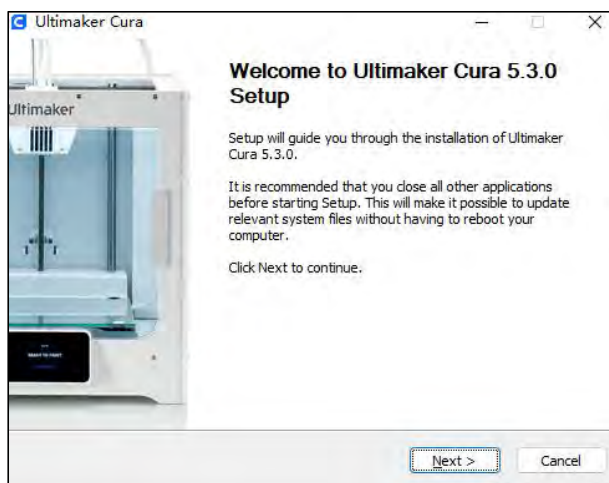 Ultimaker Cura
Welcome to Ultimaker Cura 5.3.0
Setup
Ultimaker
Setup will guide you through the installation of Ultimaker
Cura 5.3.0.
It is recommended that you close all other applications
before starting Setup. This will make it possible to update
relevant system files without having to reboot your
computer.
Click Next to continue.
READY TO PRINT
Next >
Cancel